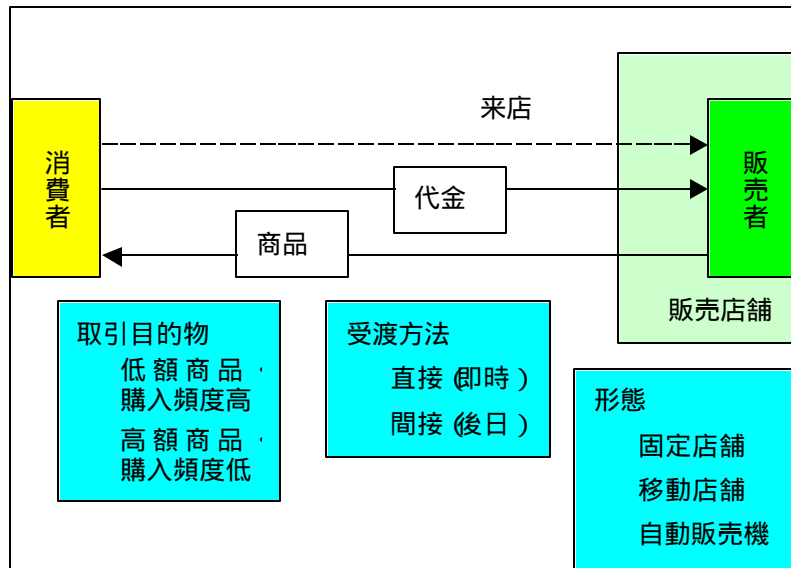 来店
消費者
販売者
代金
商品
販売店舗
取引目的物
低額商品・
購入頻度高
高額商品・
購入頻度低
受渡方法
直接(即時)
間接(後日)
形態
固定店舗
移動店舗
自動販売機